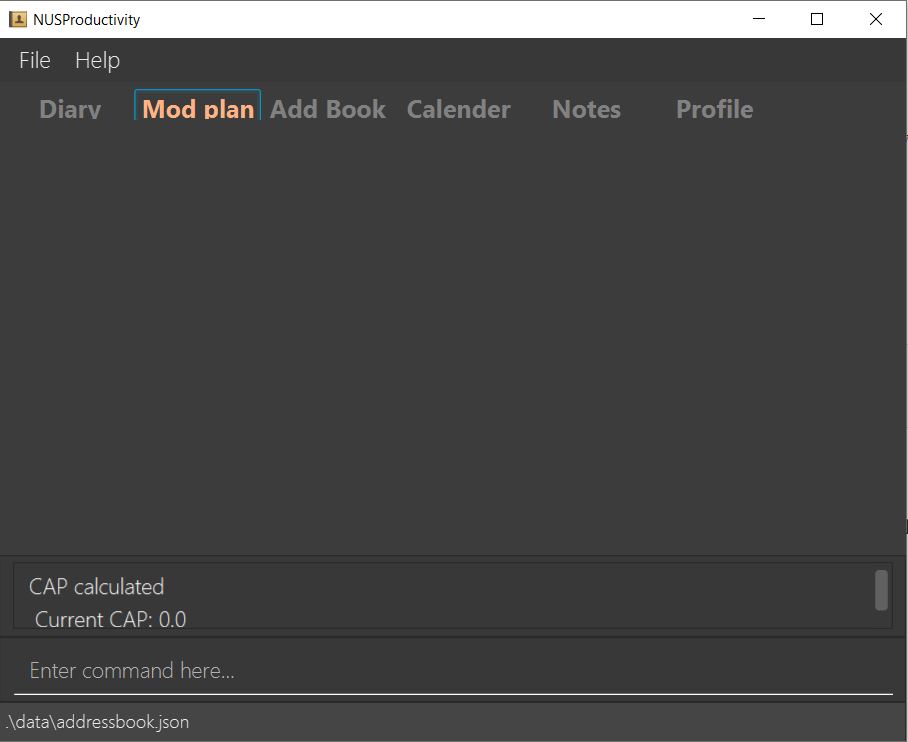 NUSProductivity
File Help
Diary Mod plan Add Book Calender Notes Profile
CAP calculated
Current CAP: 0.0
Enter command here...
.\data\addressbook.json